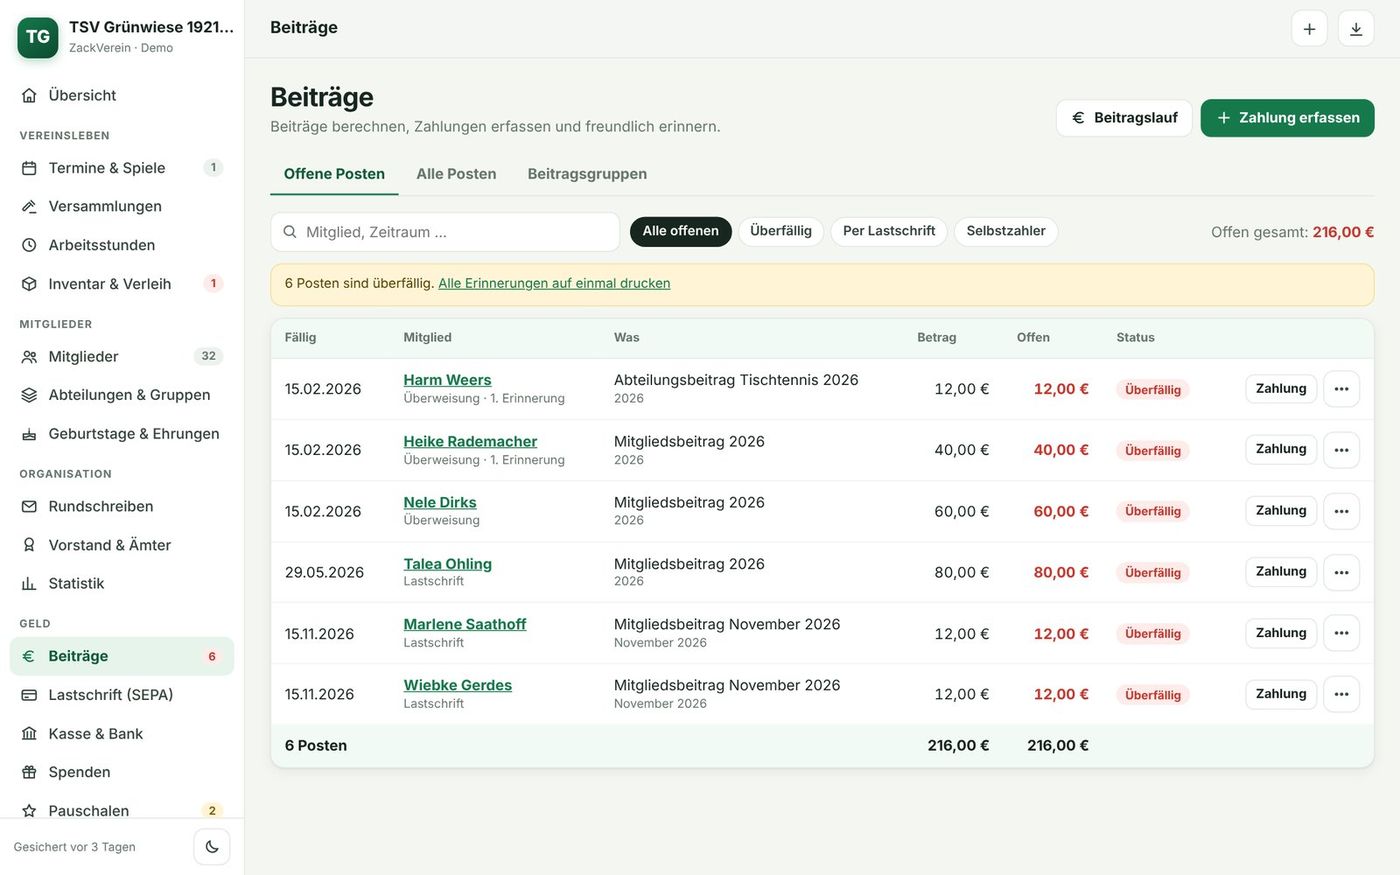 TG
TSV Grünwiese 1921...
ZackVerein · Demo
Übersicht
VEREINSLEBEN
Termine & Spiele 1
Versammlungen
Arbeitsstunden
Inventar & Verleih 1
MITGLIEDER
Mitglieder 32
Abteilungen & Gruppen
Geburtstage & Ehrungen
ORGANISATION
Rundschreiben
Vorstand & Ämter
Statistik
GELD
€ Beiträge 6
Lastschrift (SEPA)
Kasse & Bank
Spenden
Pauschalen 2
Gesichert vor 3 Tagen
Beiträge
Beiträge
Beiträge berechnen, Zahlungen erfassen und freundlich erinnern.
€ Beitragslauf
+ Zahlung erfassen
Offene Posten Alle Posten Beitragsgruppen
Mitglied, Zeitraum ...
Alle offenen Überfällig Per Lastschrift Selbstzahler
Offen gesamt: 216,00 €
6 Posten sind überfällig. Alle Erinnerungen auf einmal drucken
Fällig Mitglied Was Betrag Offen Status
15.02.2026 Harm Weers Abteilungsbeitrag Tischtennis 2026 12,00 € 12,00 € Überfällig Zahlung ...
Überweisung · 1. Erinnerung 2026
15.02.2026 Heike Rademacher Mitgliedsbeitrag 2026 40,00 € 40,00 € Überfällig Zahlung ...
Überweisung · 1. Erinnerung 2026
15.02.2026 Nele Dirks Mitgliedsbeitrag 2026 60,00 € 60,00 € Überfällig Zahlung ...
Überweisung 2026
29.05.2026 Talea Ohling Mitgliedsbeitrag 2026 80,00 € 80,00 € Überfällig Zahlung ...
Lastschrift 2026
15.11.2026 Marlene Saathoff Mitgliedsbeitrag November 2026 12,00 € 12,00 € Überfällig Zahlung ...
Lastschrift November 2026
15.11.2026 Wiebke Gerdes Mitgliedsbeitrag November 2026 12,00 € 12,00 € Überfällig Zahlung ...
Lastschrift November 2026
6 Posten 216,00 € 216,00 €